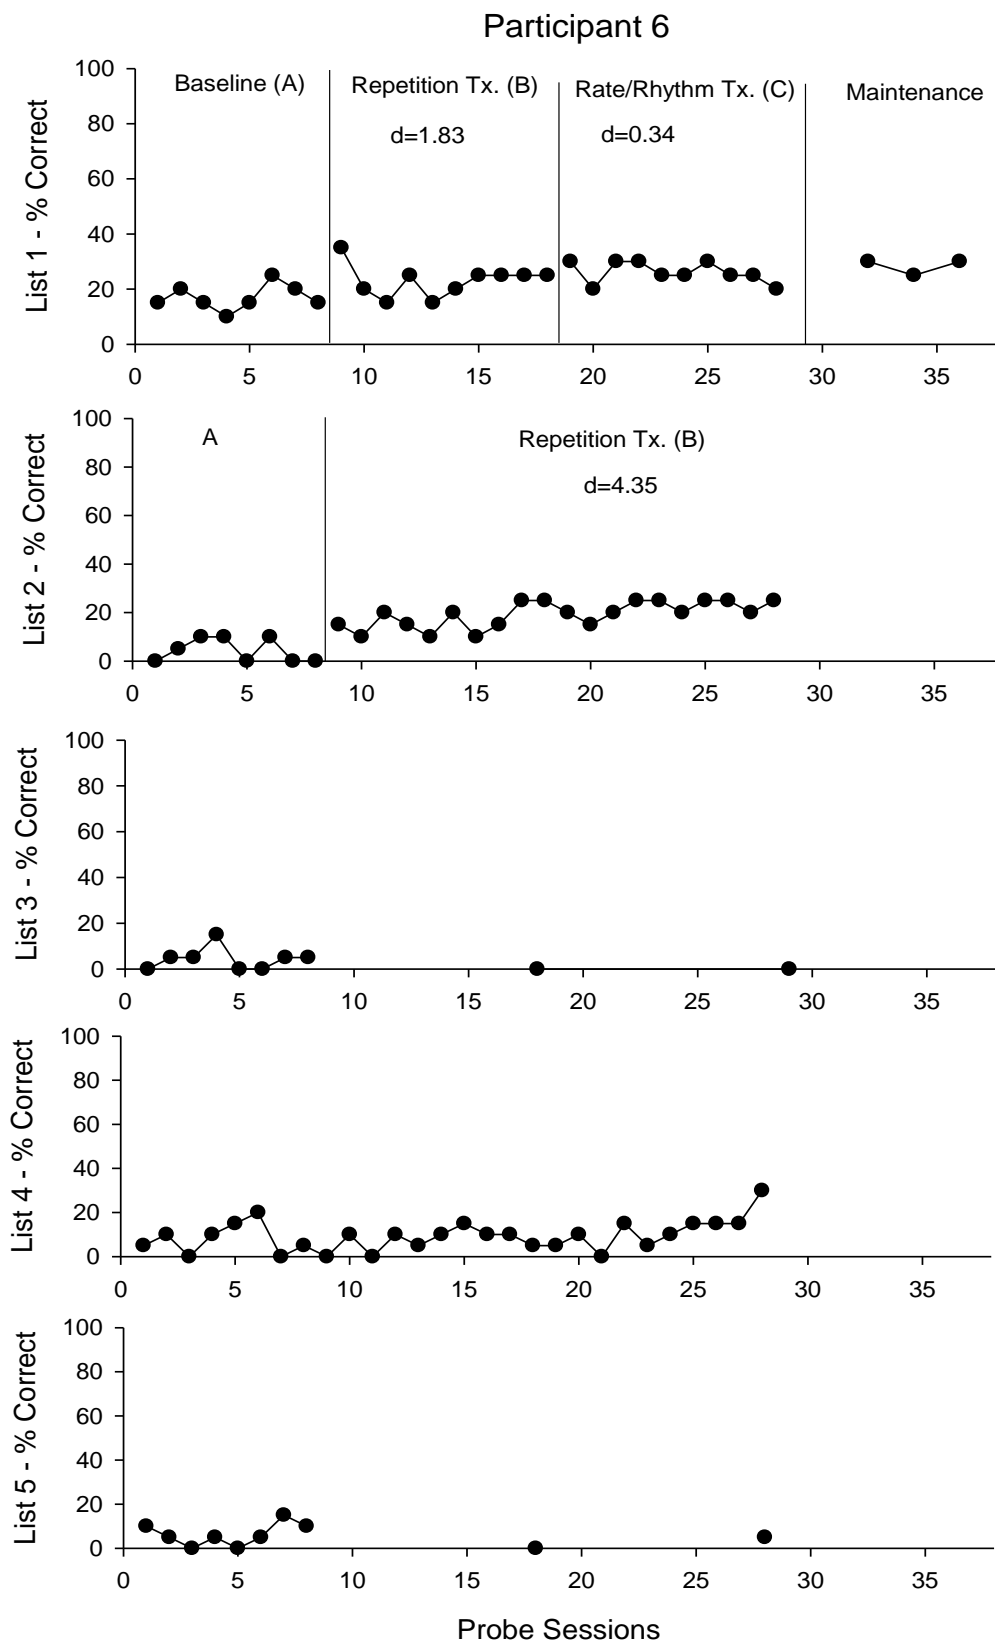 Participant 6
Baseline (A) Repetition Tx. (B) Rate/Rhythm Tx. (C) Maintenance
d=1.83 d=0.34
List 1 - % Correct
100
80
60
40
20
0
0 5 10 15 20 25 30 35
A Repetition Tx. (B)
d=4.35
List 2 - % Correct
100
80
60
40
20
0
0 5 10 15 20 25 30 35
List 3 - % Correct
100
80
60
40
20
0
0 5 10 15 20 25 30 35
List 4 - % Correct
100
80
60
40
20
0
0 5 10 15 20 25 30 35
List 5 - % Correct
100
80
60
40
20
0
0 5 10 15 20 25 30 35
Probe Sessions